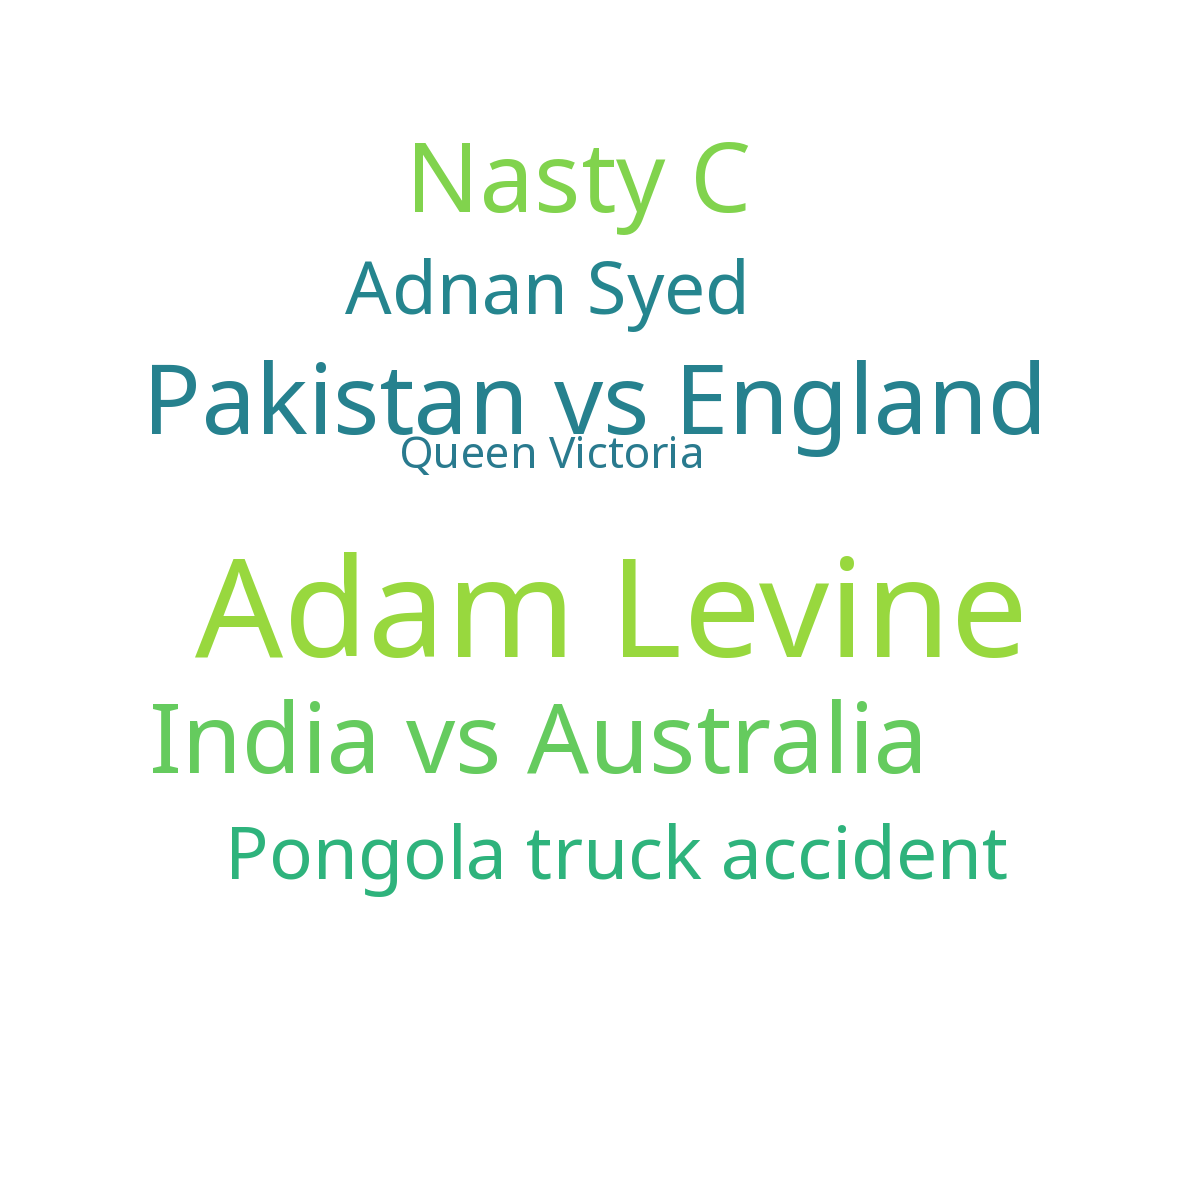 Nasty C
Adnan Syed
Pakistan vs England
Queen Victoria
Adam Levine
India vs Australia
Pongola truck accident